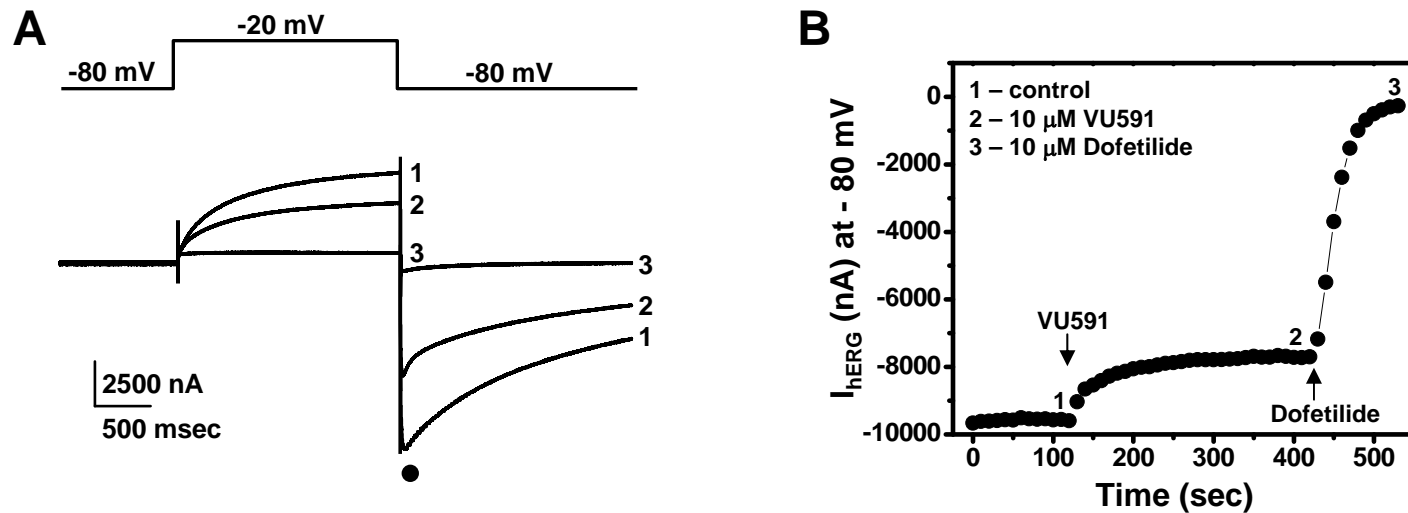 A
-20 mV
-80 mV
-80 mV
1
2
3
3
2
1
2500 nA
500 msec
B
I_hERG (nA) at - 80 mV
0
-2000
-4000
-6000
-8000
-10000
1 – control
2 – 10 μM VU591
3 – 10 μM Dofetilide
3
VU591
2
1
Dofetilide
0 100 200 300 400 500
Time (sec)